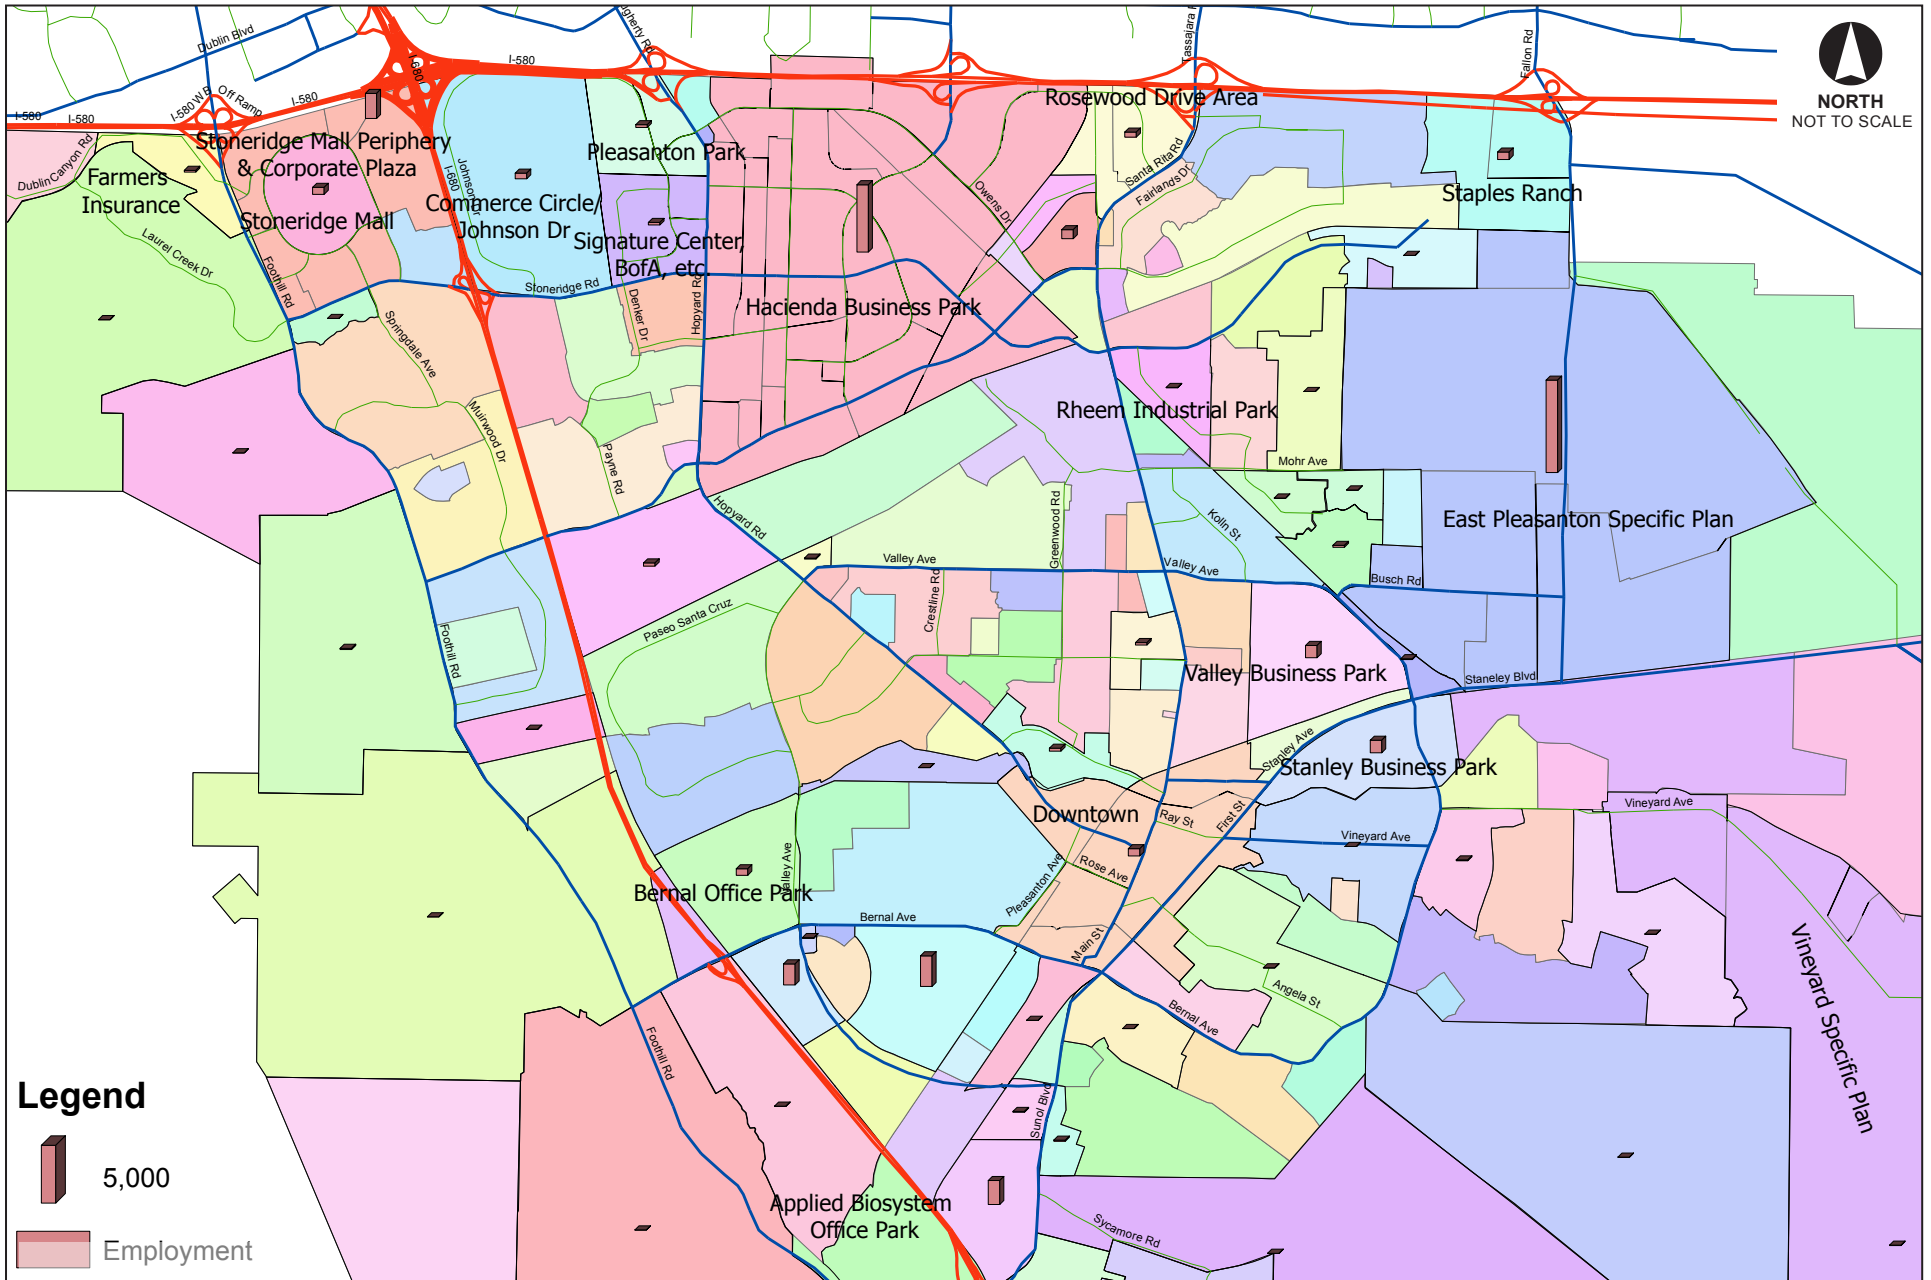 Dublin Blvd
I-680
I-580
Tassajara R
Fallon Rd
NORTH
NOT TO SCALE
I-580 W B Off Ramp
I-580
I-580
I-580
Rosewood Drive Area
Stoneridge Mall Periphery
& Corporate Plaza
Pleasanton Park
Dublin Canyon Rd
Farmers
Insurance
I-680
Santa Rita Rd
Fairlands Dr
Owens Dr
Staples Ranch
Stoneridge Mall
Commerce Circle/
Johnson Dr
Signature Center,
BofA, etc.
Laurel Creek Dr
Foothill Rd
Stoneridge Rd
Denker Dr
Hopyard Rd
Hacienda Business Park
Springdale Ave
Muirwood Dr
Rheem Industrial Park
Payne Rd
Mohr Ave
Hopyard Rd
Greenwood Rd
Kolln St
East Pleasanton Specific Plan
Valley Ave
Valley Ave
Busch Rd
Crestline Rd
Paseo Santa Cruz
Foothill Rd
Valley Business Park
Staneley Blvd
Stanley Ave
Stanley Business Park
Downtown
Ray St
First St
Vineyard Ave
Vineyard Ave
Rose Ave
Pleasanton Ave
Valley Ave
Bernal Office Park
Bernal Ave
Main St
Angela St
Bernal Ave
Vineyard Specific Plan
Foothill Rd
Sunol Blvd
Applied Biosystem
Office Park
Sycamore Rd
Legend
5,000
Employment